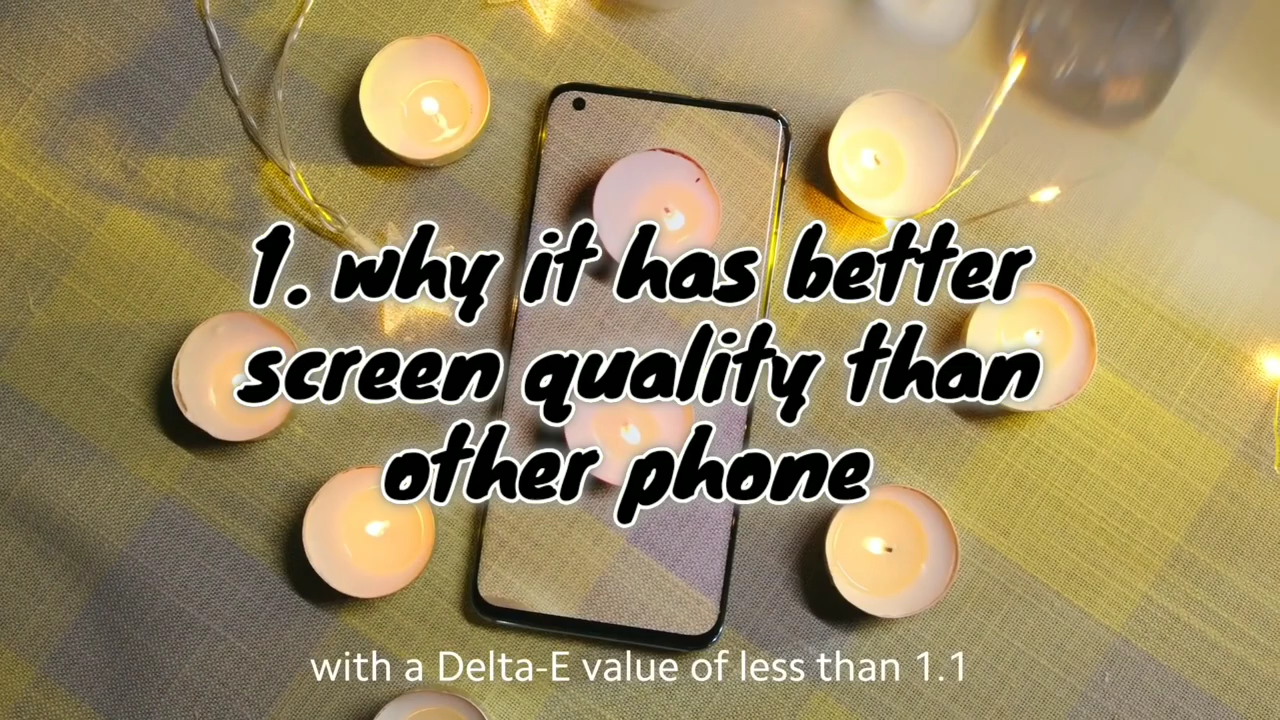 1. why it has better
screen quality than
other phone
with a Delta-E value of less than 1.1